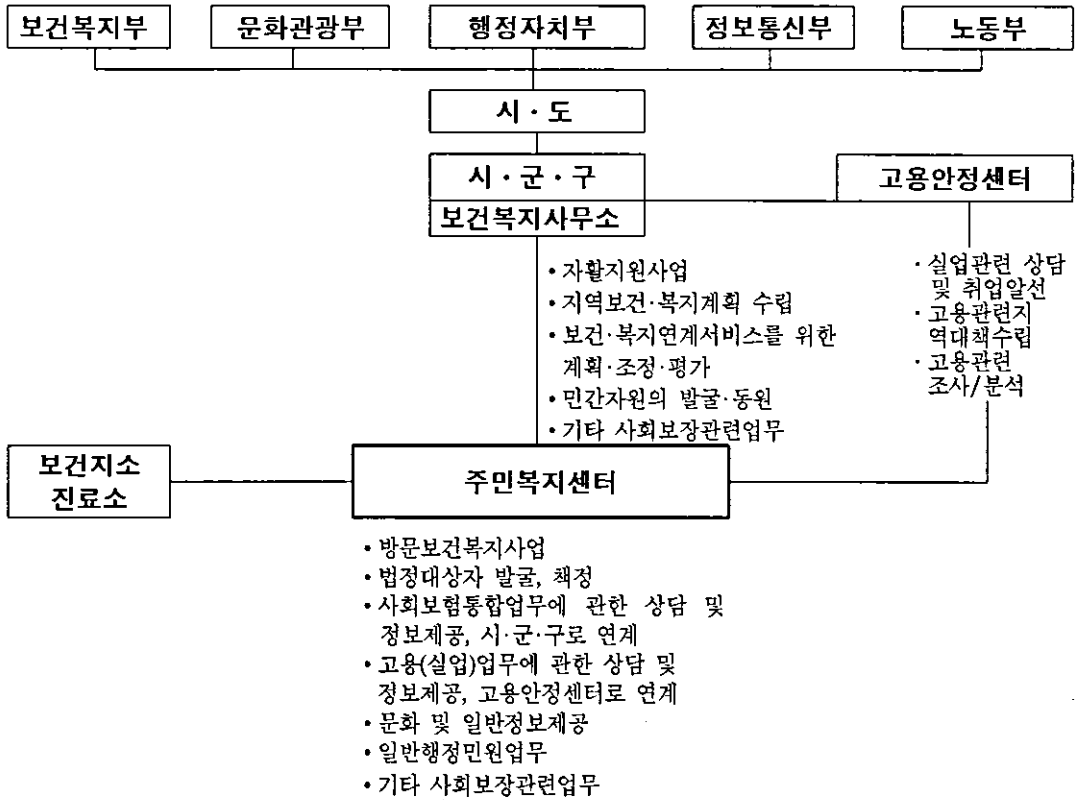 보건복지부
문화관광부
행정자치부
정보통신부
노동부
시·도
시·군·구
고용안정센터
보건복지사무소
• 자활지원사업
• 지역보건·복지계획 수립
• 보건·복지연계서비스를 위한
계획·조정·평가
• 민간자원의 발굴·동원
• 기타 사회보장관련업무
· 실업관련 상담
및 취업알선
· 고용관련지
역대책수립
· 고용관련
조사/분석
보건지소
진료소
주민복지센터
• 방문보건복지사업
• 법정대상자 발굴, 책정
• 사회보험통합업무에 관한 상담 및
정보제공, 시·군·구로 연계
• 고용(실업)업무에 관한 상담 및
정보제공, 고용안정센터로 연계
• 문화 및 일반정보제공
• 일반행정민원업무
• 기타 사회보장관련업무